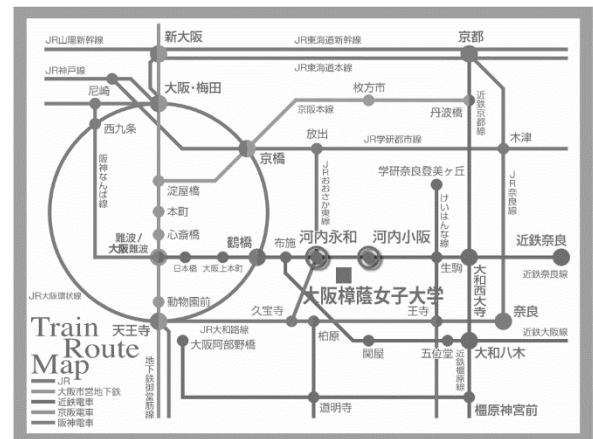 JR山陽新幹線
新大阪
JR東海道新幹線
京都
JR東海道本線
JR神戸線
尼崎
大阪・梅田
枚方市
京阪本線
丹波橋
近鉄京都線
西九条
京橋
放出
JR学研都市線
木津
阪神なんば線
JRおおさか東線
学研奈良登美ヶ丘
JR奈良線
淀屋橋
けいはんな線
本町
心斎橋
難波/
大阪難波
鶴橋
布施
河内永和
河内小阪
近鉄奈良
日本橋
大阪上本町
生駒
大和西大寺
近鉄奈良線
大阪樟蔭女子大学
JR大阪環状線
動物園前
天王寺
久宝寺
王寺
奈良
JR大和路線
柏原
近鉄大阪線
大阪阿部野橋
関屋
五位堂
大和八木
近鉄橿原線
地下鉄御堂筋線
道明寺
橿原神宮前
Train
Route
Map
JR
大阪市営地下鉄
近鉄電車
京阪電車
阪神電車